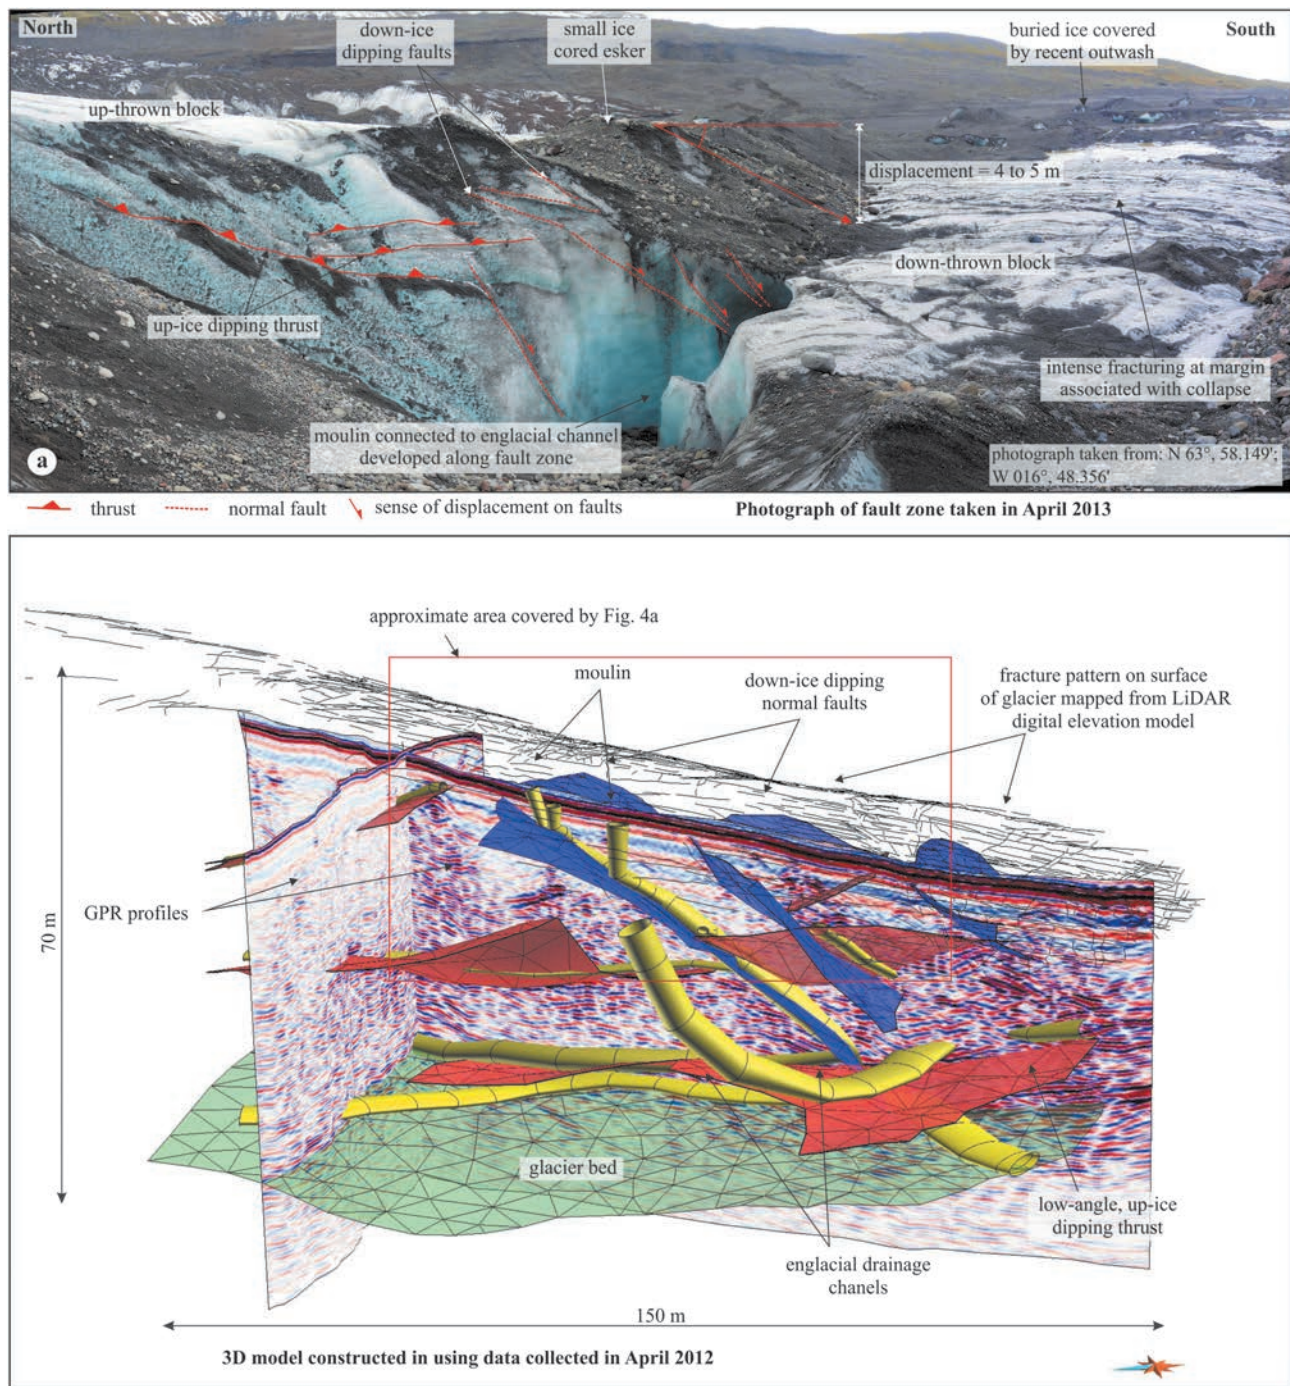 North
down-ice
dipping faults
small ice
cored esker
buried ice covered
by recent outwash
South
up-thrown block
displacement = 4 to 5 m
down-thrown block
up-ice dipping thrust
intense fracturing at margin
associated with collapse
moulin connected to englacial channel
developed along fault zone
a
photograph taken from: N 63°, 58.149';
W 016°, 48.356'
thrust
normal fault
sense of displacement on faults
Photograph of fault zone taken in April 2013
approximate area covered by Fig. 4a
moulin
down-ice dipping
normal faults
fracture pattern on surface
of glacier mapped from LiDAR
digital elevation model
GPR profiles
70 m
glacier bed
low-angle, up-ice
dipping thrust
englacial drainage
chanels
150 m
3D model constructed in using data collected in April 2012